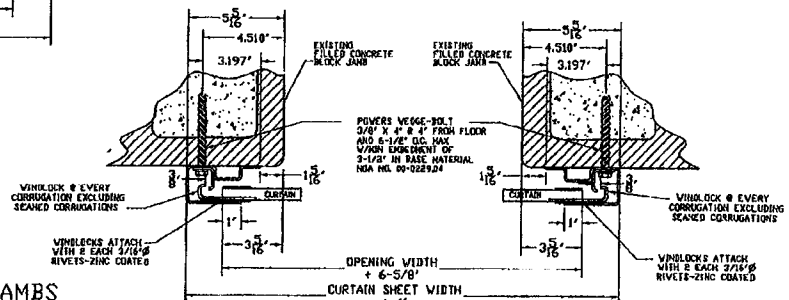 5 5/16'
4.510'
3.197'
EXISTING
FILLED CONCRETE
BLOCK JAMB
EXISTING
FILLED CONCRETE
BLOCK JAMB
5 5/16'
4.510'
3.197'
POWERS WEDGE-BOLT
3/8' X 4' @ 4' FROM FLOOR
AND 6-1/2' O.C. MAX
W/MIN EMBEDMENT OF
3-1/2' IN BASE MATERIAL
NOA NO. 00-0229.04
3/8'
1 5/16'
WINDLOCK @ EVERY
CORRUGATION EXCLUDING
SEAMED CORRUGATIONS
CURTAIN
1'
3 5/16'
WINDLOCKS ATTACH
WITH 2 EACH 3/16'Ø
RIVETS-ZINC COATED
1 5/16'
3/8'
CURTAIN
1'
3 5/16'
WINDLOCK @ EVERY
CORRUGATION EXCLUDING
SEAMED CORRUGATIONS
WINDLOCKS ATTACH
WITH 2 EACH 3/16'Ø
RIVETS-ZINC COATED
OPENING WIDTH
+ 6-5/8'
CURTAIN SHEET WIDTH
AMBS